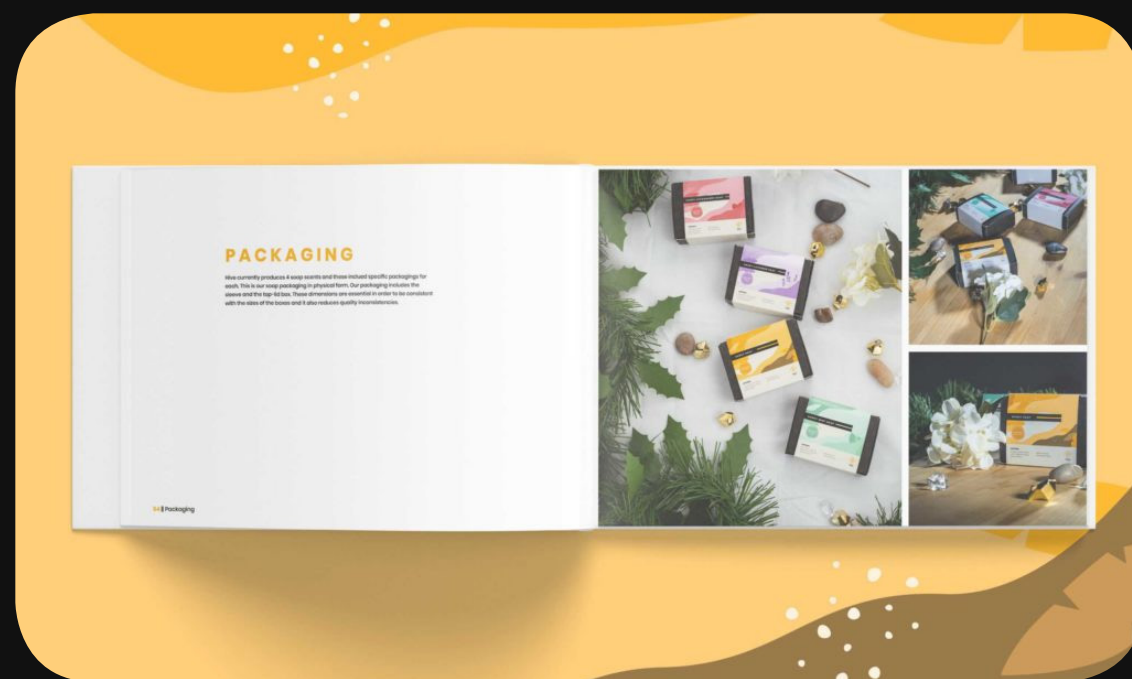 PACKAGING
Hive currently produces 4 soap scents and those inclued specific packagings for
each. This is our soap packaging in physical form. Our packaging includes the
sleeve and the top-lid box. These dimensions are essential in order to be consistent
with the sizes of the boxes and it also reduces quality inconsistencies.
Packaging